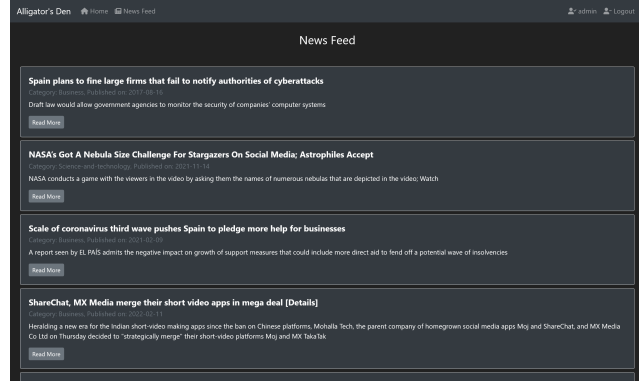 Alligator's Den Home News Feed admin Logout
News Feed
Spain plans to fine large firms that fail to notify authorities of cyberattacks
Category: Business, Published on: 2017-08-16
Draft law would allow government agencies to monitor the security of companies' computer systems
Read More
NASA's Got A Nebula Size Challenge For Stargazers On Social Media; Astrophiles Accept
Category: Science-and-technology, Published on: 2021-11-14
NASA conducts a game with the viewers in the video by asking them the names of numerous nebulas that are depicted in the video; Watch
Read More
Scale of coronavirus third wave pushes Spain to pledge more help for businesses
Category: Business, Published on: 2021-02-09
A report seen by EL PAÍS admits the negative impact on growth of support measures that could include more direct aid to fend off a potential wave of insolvencies
Read More
ShareChat, MX Media merge their short video apps in mega deal [Details]
Category: Business, Published on: 2022-02-11
Heralding a new era for the Indian short-video making apps since the ban on Chinese platforms, Mohalla Tech, the parent company of homegrown social media apps Moj and ShareChat, and MX Media
Co Ltd on Thursday decided to "strategically merge" their short-video platforms Moj and MX TakaTak
Read More